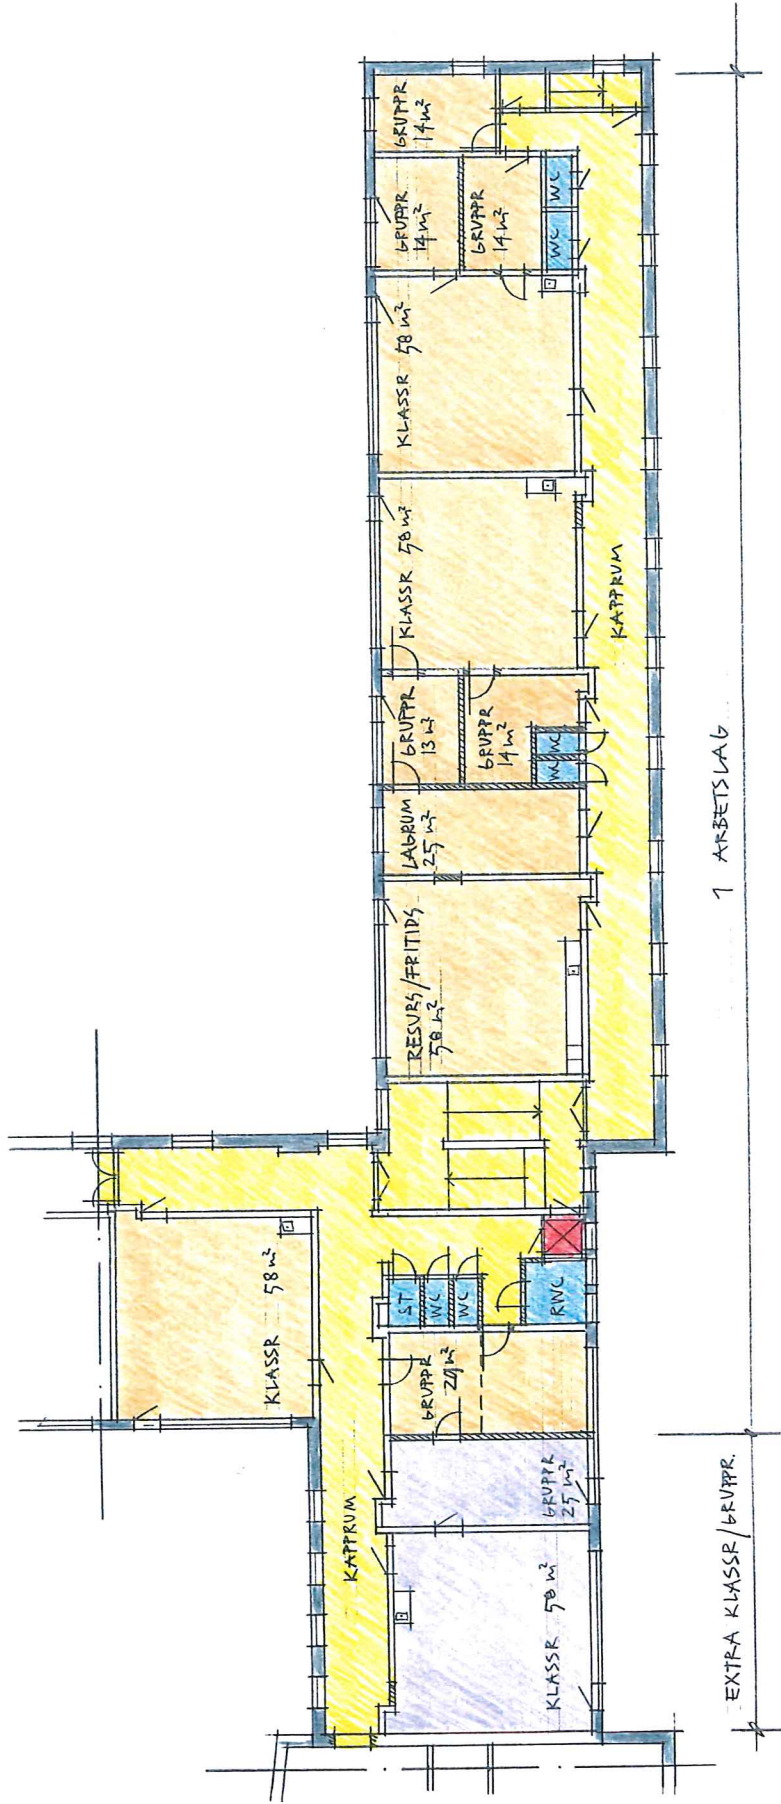 KLASSR 58 m²
KAPPRUM
GRUPPR
29 m²
ST
WC
WC
RWC
GRUPPR
25 m²
KLASSR 58 m²
RESURS/FRITIDS
58 m²
LAGRUM
25 m²
GRUPPR
13 m²
GRUPPR
14 m²
WC
WC
KLASSR 58 m²
KLASSR 58 m²
GRUPPR
14 m²
GRUPPR
14 m²
GRUPPR
14 m²
WC
WC
KAPPRUM
EXTRA KLASSR/GRUPPR.
1 ARBETSLAG